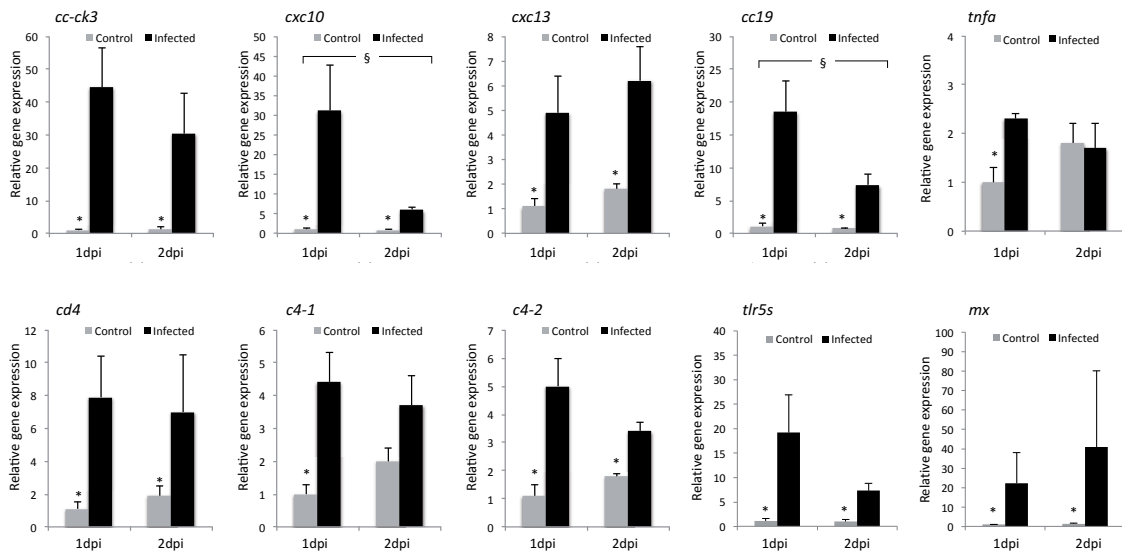 cc-ck3
Control Infected
Relative gene expression
60
50
40
30
20
10
0
*
*
1dpi 2dpi
cxc10
Control Infected
Relative gene expression
50
45
40
35
30
25
20
15
10
5
0
§
*
*
1dpi 2dpi
cxc13
Control Infected
Relative gene expression
8
7
6
5
4
3
2
1
0
*
*
1dpi 2dpi
cc19
Control Infected
Relative gene expression
30
25
20
15
10
5
0
§
*
*
1dpi 2dpi
tnfa
Control Infected
Relative gene expression
4
3
2
1
0
*
1dpi 2dpi
cd4
Control Infected
Relative gene expression
12
10
8
6
4
2
0
*
*
1dpi 2dpi
c4-1
Control Infected
Relative gene expression
6
5
4
3
2
1
0
*
1dpi 2dpi
c4-2
Control Infected
Relative gene expression
7
6
5
4
3
2
1
0
*
*
1dpi 2dpi
tlr5s
Control Infected
Relative gene expression
40
35
30
25
20
15
10
5
0
*
*
1dpi 2dpi
mx
Control Infected
Relative gene expression
100
90
80
70
60
50
40
30
20
10
0
*
*
1dpi 2dpi